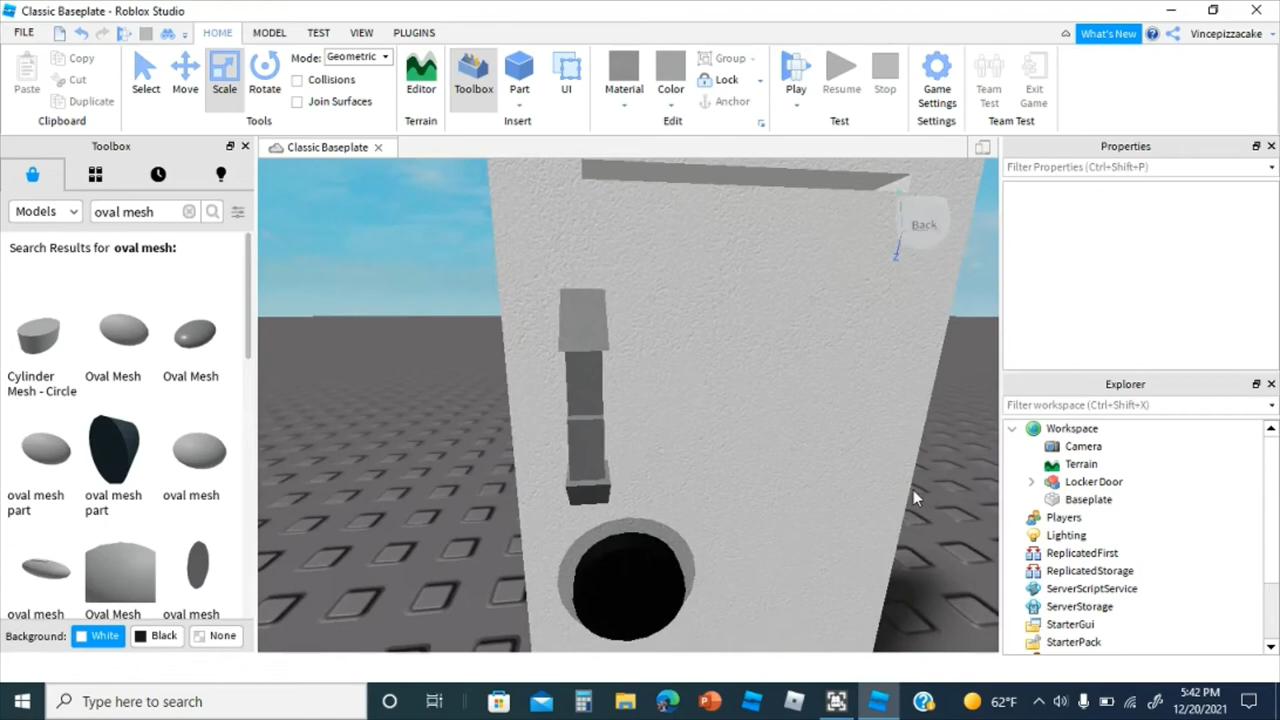 Classic Baseplate - Roblox Studio
FILE HOME MODEL TEST VIEW PLUGINS What's New Vincepizzacake
Paste Copy Cut Duplicate Clipboard
Select Move Scale Rotate Mode: Geometric Collisions Join Surfaces Tools
Editor Terrain
Toolbox Part UI Insert
Material Color Group Lock Anchor Edit
Play Resume Stop Test
Game Settings Settings
Team Test Exit Game Team Test
Toolbox
Models oval mesh
Search Results for oval mesh:
Cylinder Mesh - Circle
Oval Mesh
Oval Mesh
oval mesh part
oval mesh part
oval mesh
oval mesh
Oval Mesh
oval mesh
Background: White Black None
Classic Baseplate
Back
Z
Properties
Filter Properties (Ctrl+Shift+P)
Explorer
Filter workspace (Ctrl+Shift+X)
Workspace
Camera
Terrain
Locker Door
Baseplate
Players
Lighting
ReplicatedFirst
ReplicatedStorage
ServerScriptService
ServerStorage
StarterGui
StarterPack
Type here to search
62°F
5:42 PM
12/20/2021